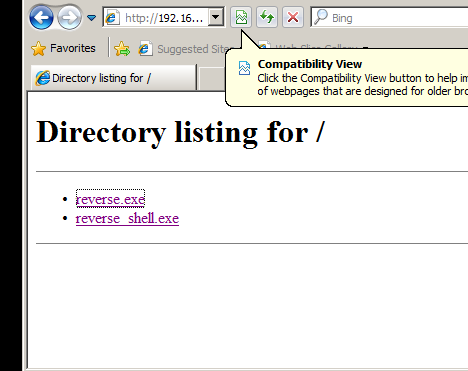 http://192.16...
Bing
Favorites
Suggested Sites
Web Slice Gallery
Compatibility View
Click the Compatibility View button to help im
of webpages that are designed for older bro
Directory listing for /
Directory listing for /
reverse.exe
reverse_shell.exe